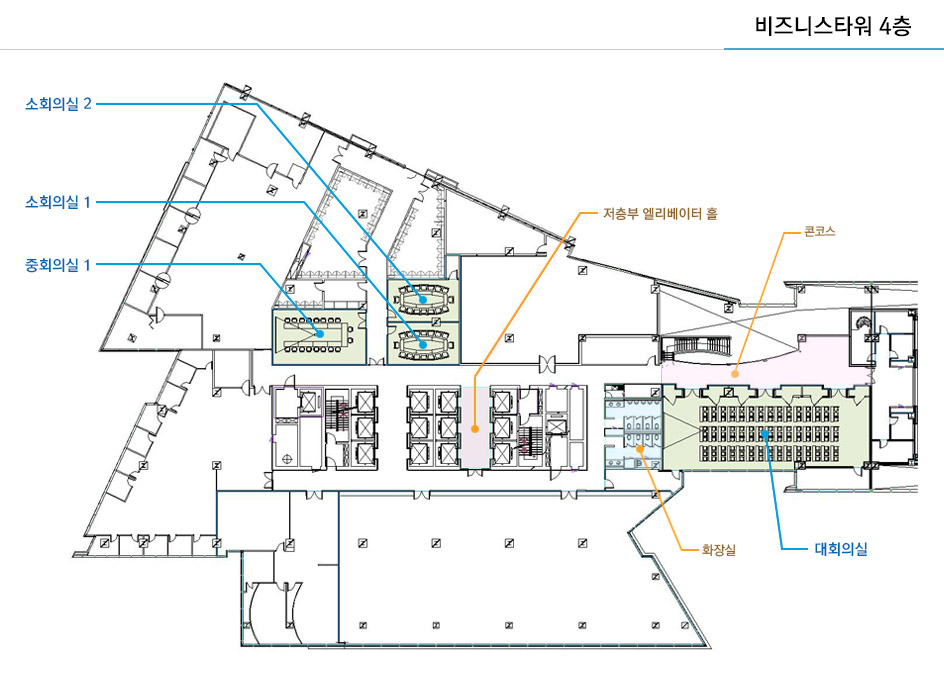 비즈니스타워 4층
소회의실 2
소회의실 1
저층부 엘리베이터 홀
콘코스
중회의실 1
화장실
대회의실